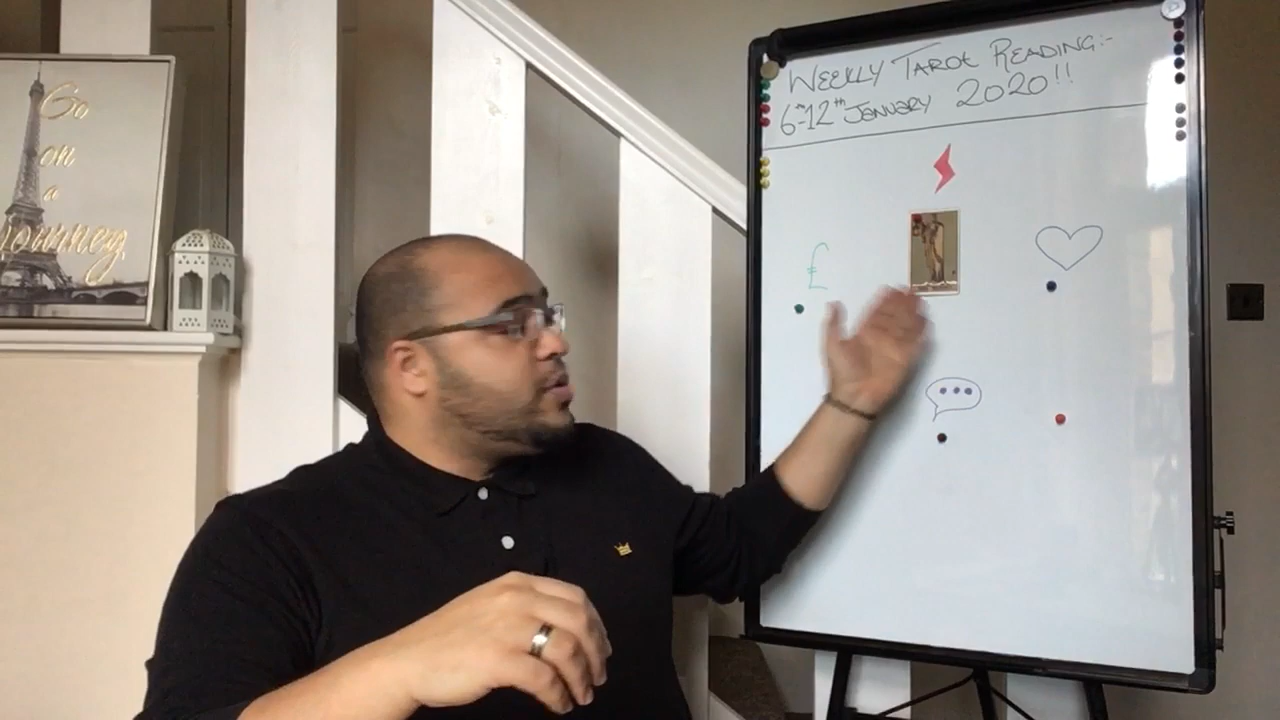 Go
on
a
journey
WEEKLY TAROT READING:-
6th-12th JANUARY 2020!!
£